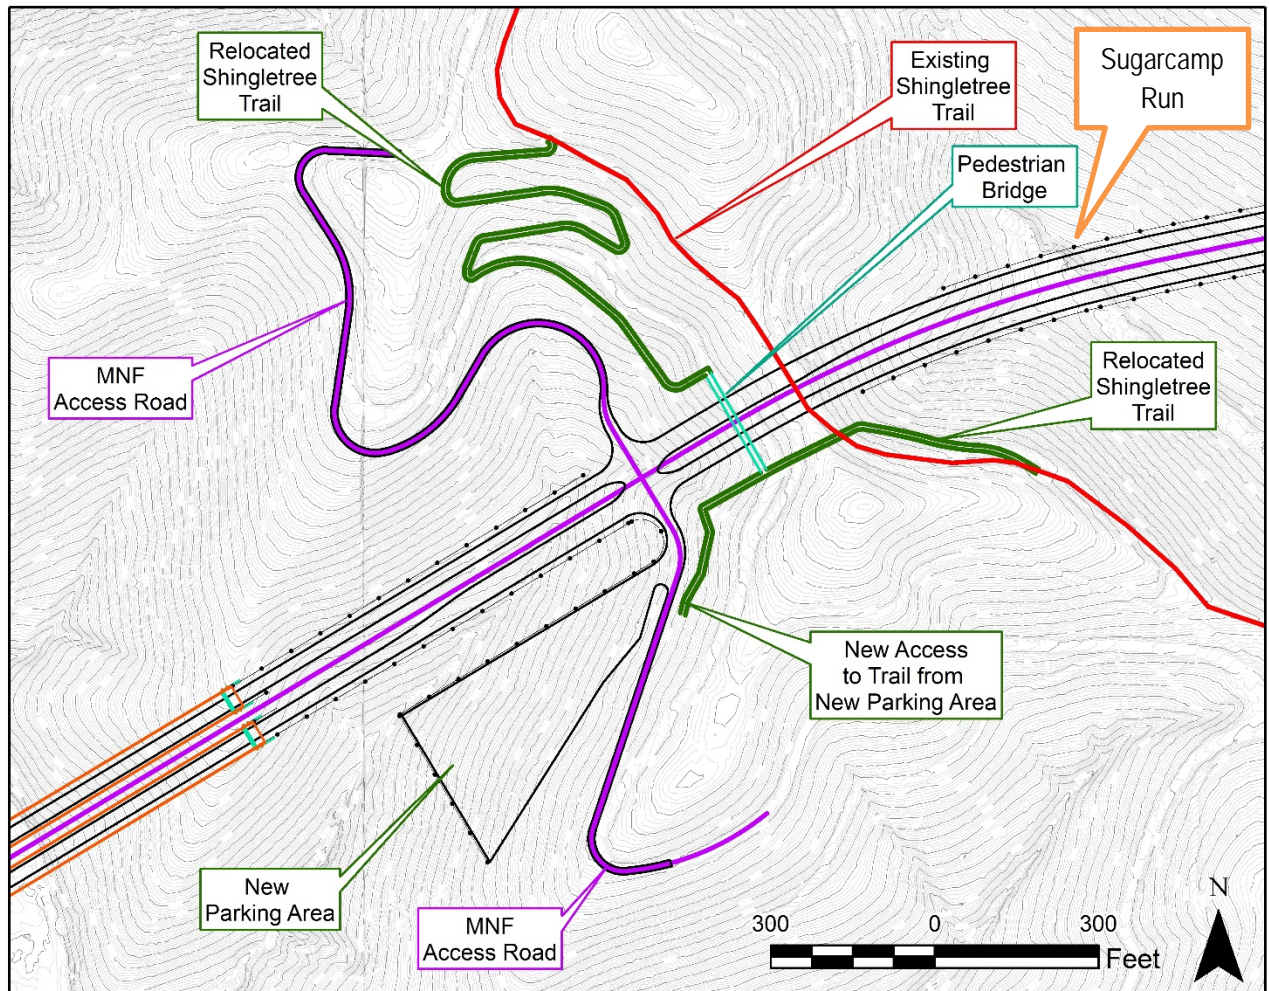 Relocated
Shingletree
Trail
Existing
Shingletree
Trail
Sugarcamp
Run
Pedestrian
Bridge
MNF
Access Road
Relocated
Shingletree
Trail
New Access
to Trail from
New Parking Area
New
Parking Area
MNF
Access Road
N
300 0 300
Feet